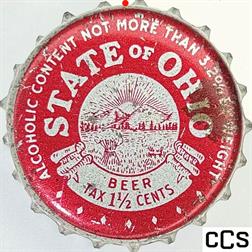 ALCOHOLIC CONTENT NOT MORE THAN 3.2% BY WEIGHT
STATE OF OHIO
BEER
TAX 1½ CENTS
CCS